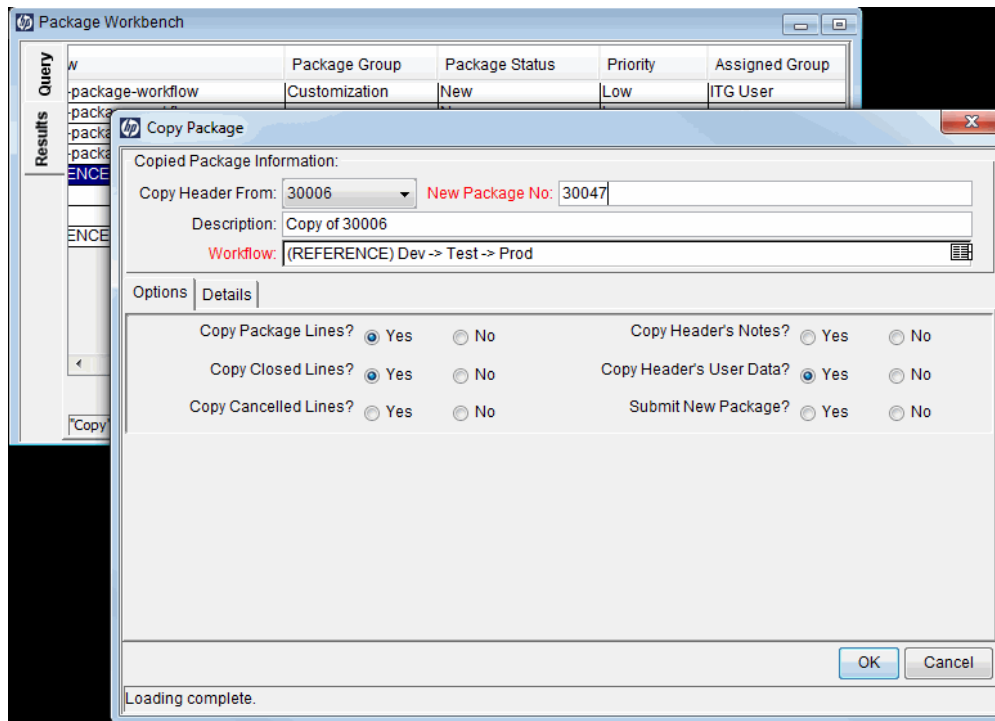 Package Workbench
Query
Results
w Package Group Package Status Priority Assigned Group
-package-workflow Customization New Low ITG User
-packa
-packa
-packa
ENCE
ENCE
"Copy"
Copy Package
Copied Package Information:
Copy Header From: 30006 New Package No: 30047
Description: Copy of 30006
Workflow: (REFERENCE) Dev -> Test -> Prod
Options Details
Copy Package Lines? Yes No Copy Header's Notes? Yes No
Copy Closed Lines? Yes No Copy Header's User Data? Yes No
Copy Cancelled Lines? Yes No Submit New Package? Yes No
OK Cancel
Loading complete.